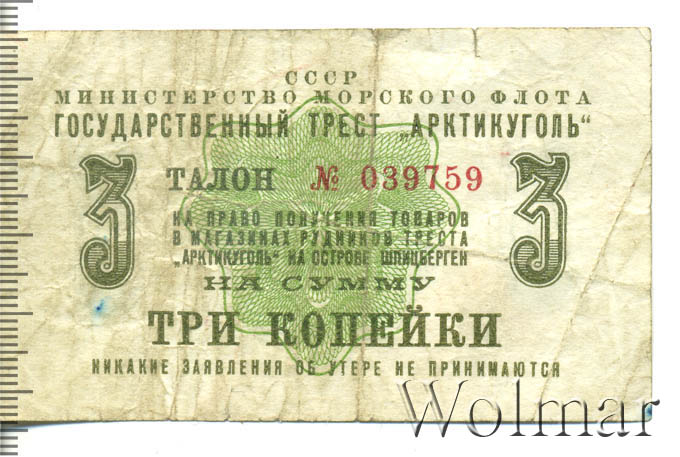 СССР
МИНИСТЕРСТВО МОРСКОГО ФЛОТА
ГОСУДАРСТВЕННЫЙ ТРЕСТ „АРКТИКУГОЛЬ“
3 ТАЛОН № 039759 3
НА ПРАВО ПОЛУЧЕНИЯ ТОВАРОВ
В МАГАЗИНАХ РУДНИКОВ ТРЕСТА
„АРКТИКУГОЛЬ“ НА ОСТРОВЕ ШПИЦБЕРГЕН
НА СУММУ
ТРИ КОПЕЙКИ
НИКАКИЕ ЗАЯВЛЕНИЯ ОБ УТЕРЕ НЕ ПРИНИМАЮТСЯ
Wolmar